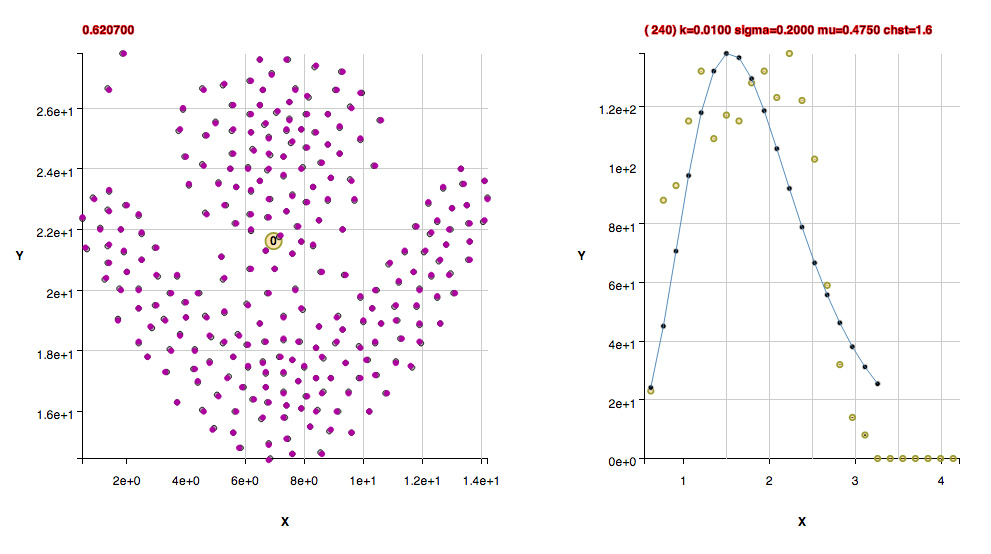 0.620700
2.6e+1
2.4e+1
2.2e+1
2e+1
1.8e+1
1.6e+1
Y
0
2e+0
4e+0
6e+0
8e+0
1e+1
1.2e+1
1.4e+1
X
( 240) k=0.0100 sigma=0.2000 mu=0.4750 chst=1.6
1.2e+2
1e+2
8e+1
6e+1
4e+1
2e+1
0e+0
Y
1
2
3
4
X